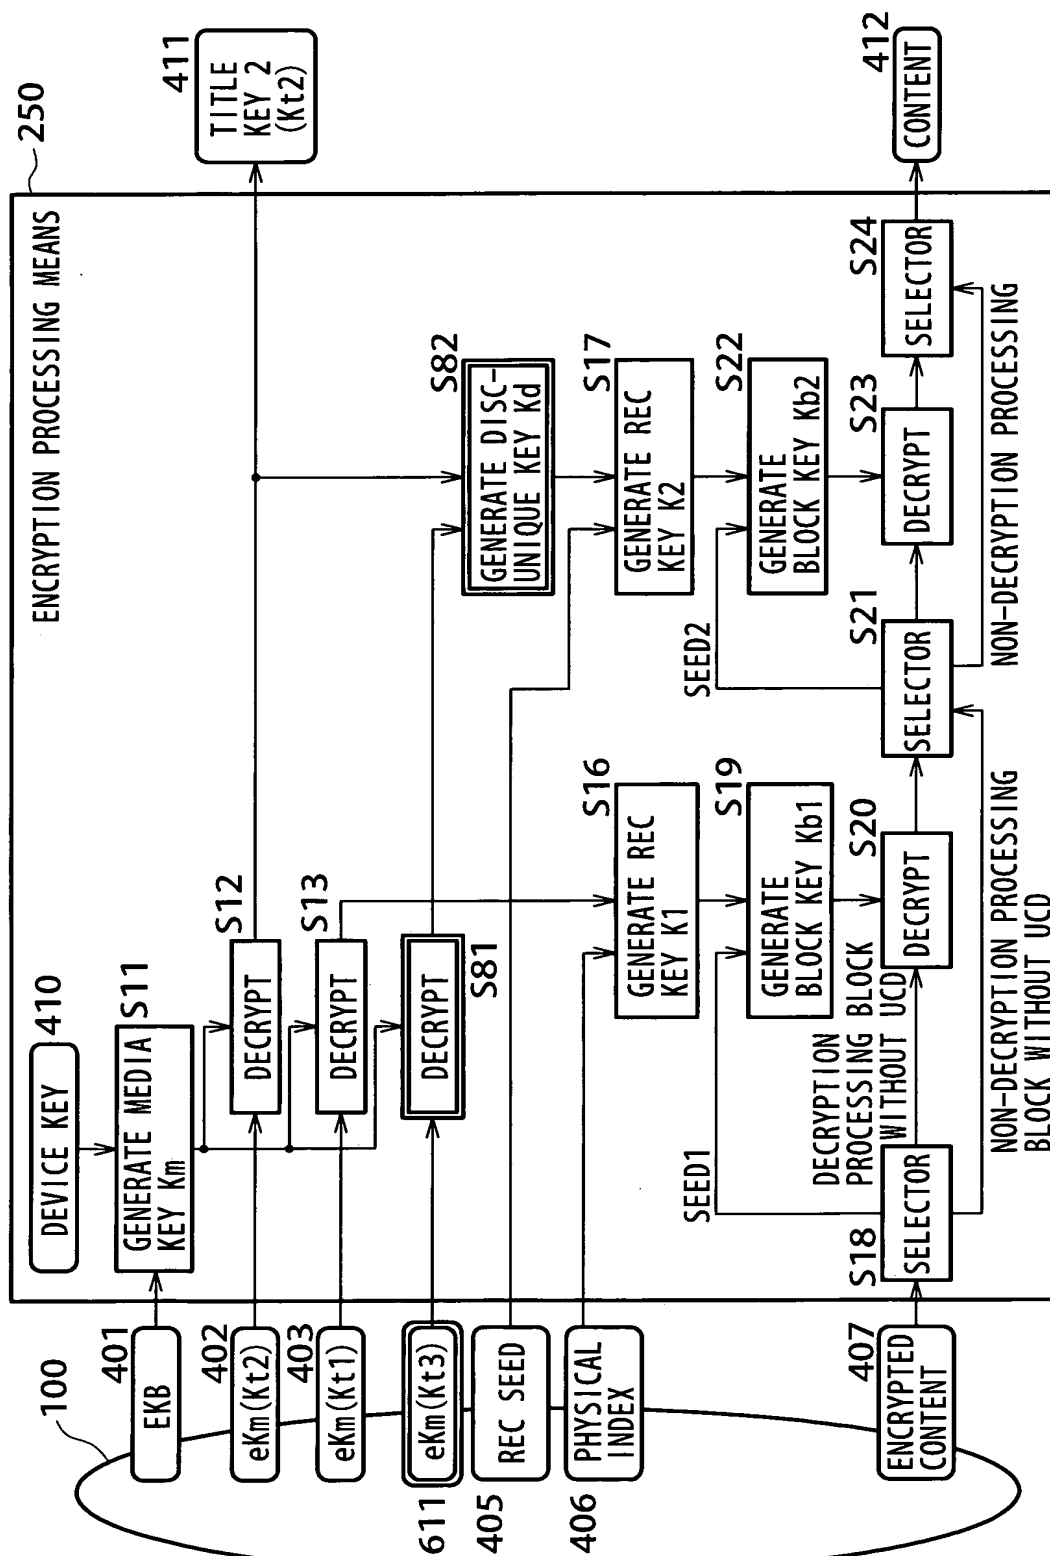 100
401
EKB
402
eKm(Kt2)
403
eKm(Kt1)
611
eKm(Kt3)
405
REC SEED
406
PHYSICAL
INDEX
407
ENCRYPTED
CONTENT
250
ENCRYPTION PROCESSING MEANS
410
DEVICE KEY
S11
GENERATE MEDIA
KEY Km
S12
DECRYPT
S13
DECRYPT
S81
DECRYPT
411
TITLE
KEY 2
(Kt2)
S82
GENERATE DISC-
UNIQUE KEY Kd
S16
GENERATE REC
KEY K1
S17
GENERATE REC
KEY K2
S19
GENERATE
BLOCK KEY Kb1
S22
GENERATE
BLOCK KEY Kb2
SEED1
SEED2
S18
SELECTOR
DECRYPTION
PROCESSING BLOCK
WITHOUT UCD
S20
DECRYPT
S21
SELECTOR
S23
DECRYPT
S24
SELECTOR
412
CONTENT
NON-DECRYPTION PROCESSING
BLOCK WITHOUT UCD
NON-DECRYPTION PROCESSING